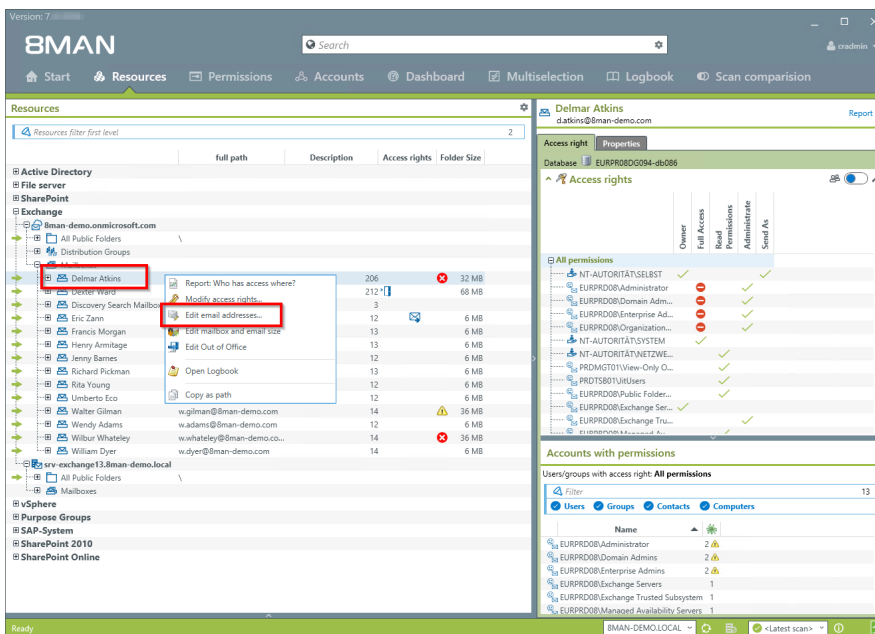 Version: 7.
8MAN
Search
cradmin
Start Resources Permissions Accounts Dashboard Multiselection Logbook Scan comparision
Resources
Resources filter first level 2
full path Description Access rights Folder Size
Active Directory
File server
SharePoint
Exchange
8man-demo.onmicrosoft.com
All Public Folders \
Distribution Groups
Mailboxes
Delmar Atkins 206 32 MB
Dexter Ward 212 * 68 MB
Discovery Search Mailbox 3
Eric Zann 12 6 MB
Francis Morgan 13 6 MB
Henry Armitage 13 6 MB
Jenny Barnes 12 6 MB
Richard Pickman 13 6 MB
Rita Young 12 6 MB
Umberto Eco 12 6 MB
Walter Gilman w.gilman@8man-demo.com 14 36 MB
Wendy Adams w.adams@8man-demo.com 12 6 MB
Wilbur Whateley w.whateley@8man-demo.co... 14 36 MB
William Dyer w.dyer@8man-demo.com 14 6 MB
srv-exchange13.8man-demo.local
All Public Folders \
Mailboxes
vSphere
Purpose Groups
SAP-System
SharePoint 2010
SharePoint Online
Report: Who has access where?
Modify access rights...
Edit email addresses...
Edit mailbox and email size
Edit Out of Office
Open Logbook
Copy as path
Delmar Atkins
d.atkins@8man-demo.com
Report
Access right Properties
Database EURPR08DG094-db086
Access rights
Owner
Full Access
Read Permissions
Administrate
Send As
All permissions
NT-AUTORITÄT\SELBST
EURPRD08\Administrator
EURPRD08\Domain Adm...
EURPRD08\Enterprise Ad...
EURPRD08\Organization...
NT-AUTORITÄT\SYSTEM
NT-AUTORITÄT\NETZWE...
PRDMGT01\View-Only O...
PRDTSB01\JitUsers
EURPRD08\Public Folder...
EURPRD08\Exchange Ser...
EURPRD08\Exchange Tru...
EURPRD08\Managed Av...
Accounts with permissions
Users/groups with access right: All permissions
Filter 13
Users Groups Contacts Computers
Name
EURPRD08\Administrator 2
EURPRD08\Domain Admins 2
EURPRD08\Enterprise Admins 2
EURPRD08\Exchange Servers 1
EURPRD08\Exchange Trusted Subsystem 1
EURPRD08\Managed Availability Servers 1
Ready
8MAN-DEMO.LOCAL <Latest scan>